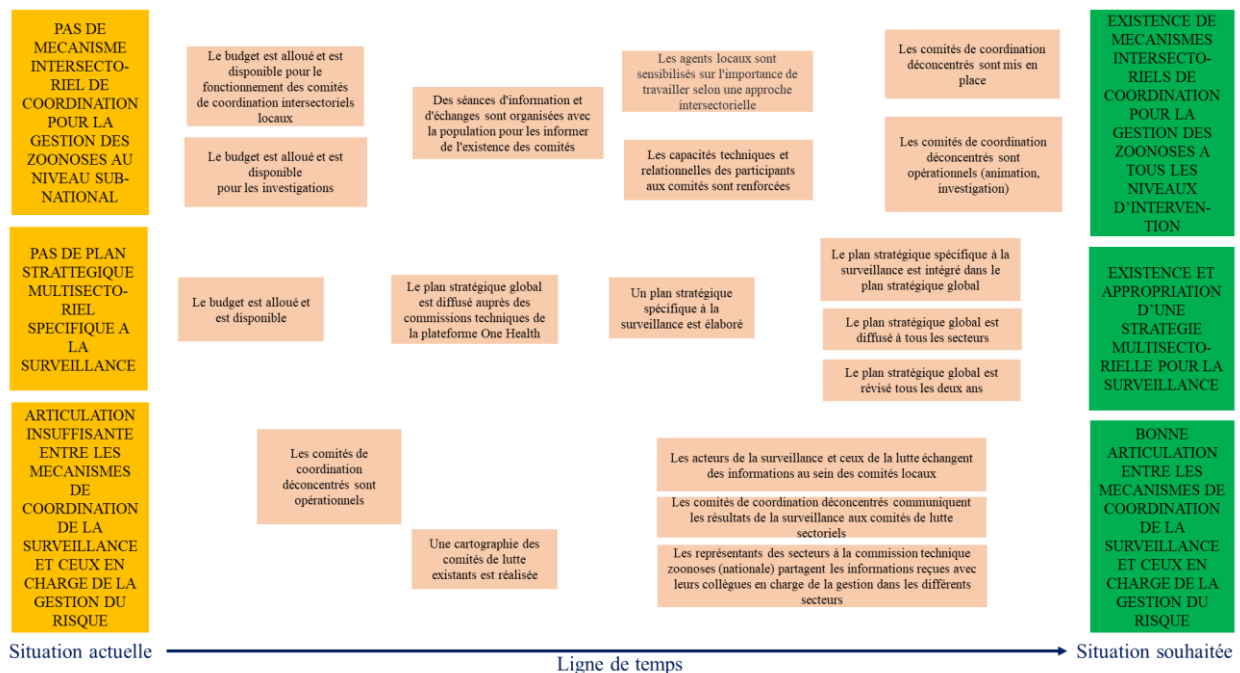 PAS DE
MECANISME
INTERSECTO-
RIEL DE
COORDINATION
POUR LA
GESTION DES
ZOONOSES AU
NIVEAU SUB-
NATIONAL
Le budget est alloué et est
disponible pour le
fonctionnement des comités
de coordination intersectoriels
locaux
Le budget est alloué et est
disponible
pour les investigations
Des séances d'information et
d'échanges sont organisées avec
la population pour les informer
de l'existence des comités
Les agents locaux sont
sensibilisés sur l'importance de
travailler selon une approche
intersectorielle
Les capacités techniques et
relationnelles des participants
aux comités sont renforcées
Les comités de coordination
déconcentrés sont mis en
place
Les comités de coordination
déconcentrés sont
opérationnels (animation,
investigation)
EXISTENCE DE
MECANISMES
INTERSECTO-
RIELS DE
COORDINATION
POUR LA
GESTION DES
ZOONOSES A
TOUS LES
NIVEAUX
D’INTERVEN-
TION
PAS DE PLAN
STRATTEGIQUE
MULTISECTO-
RIEL
SPECIFIQUE A
LA
SURVEILLANCE
Le budget est alloué et
est disponible
Le plan stratégique global
est diffusé auprès des
commissions techniques de
la plateforme One Health
Un plan stratégique
spécifique à la
surveillance est élaboré
Le plan stratégique spécifique à la
surveillance est intégré dans le
plan stratégique global
Le plan stratégique global est
diffusé à tous les secteurs
Le plan stratégique global est
révisé tous les deux ans
EXISTENCE ET
APPROPRIATION
D’UNE
STRATEGIE
MULTISECTO-
RIELLE POUR LA
SURVEILLANCE
ARTICULATION
INSUFFISANTE
ENTRE LES
MECANISMES
DE
COORDINATION
DE LA
SURVEILLANCE
ET CEUX EN
CHARGE DE LA
GESTION DU
RISQUE
Les comités de
coordination
déconcentrés sont
opérationnels
Une cartographie des
comités de lutte
existants est réalisée
Les acteurs de la surveillance et ceux de la lutte échangent
des informations au sein des comités locaux
Les comités de coordination déconcentrés communiquent
les résultats de la surveillance aux comités de lutte
sectoriels
Les représentants des secteurs à la commission technique
zoonoses (nationale) partagent les informations reçues avec
leurs collègues en charge de la gestion dans les différents
secteurs
BONNE
ARTICULATION
ENTRE LES
MECANISMES DE
COORDINATION
DE LA
SURVEILLANCE
ET CEUX EN
CHARGE DE LA
GESTION DU
RISQUE
Situation actuelle
Ligne de temps
Situation souhaitée